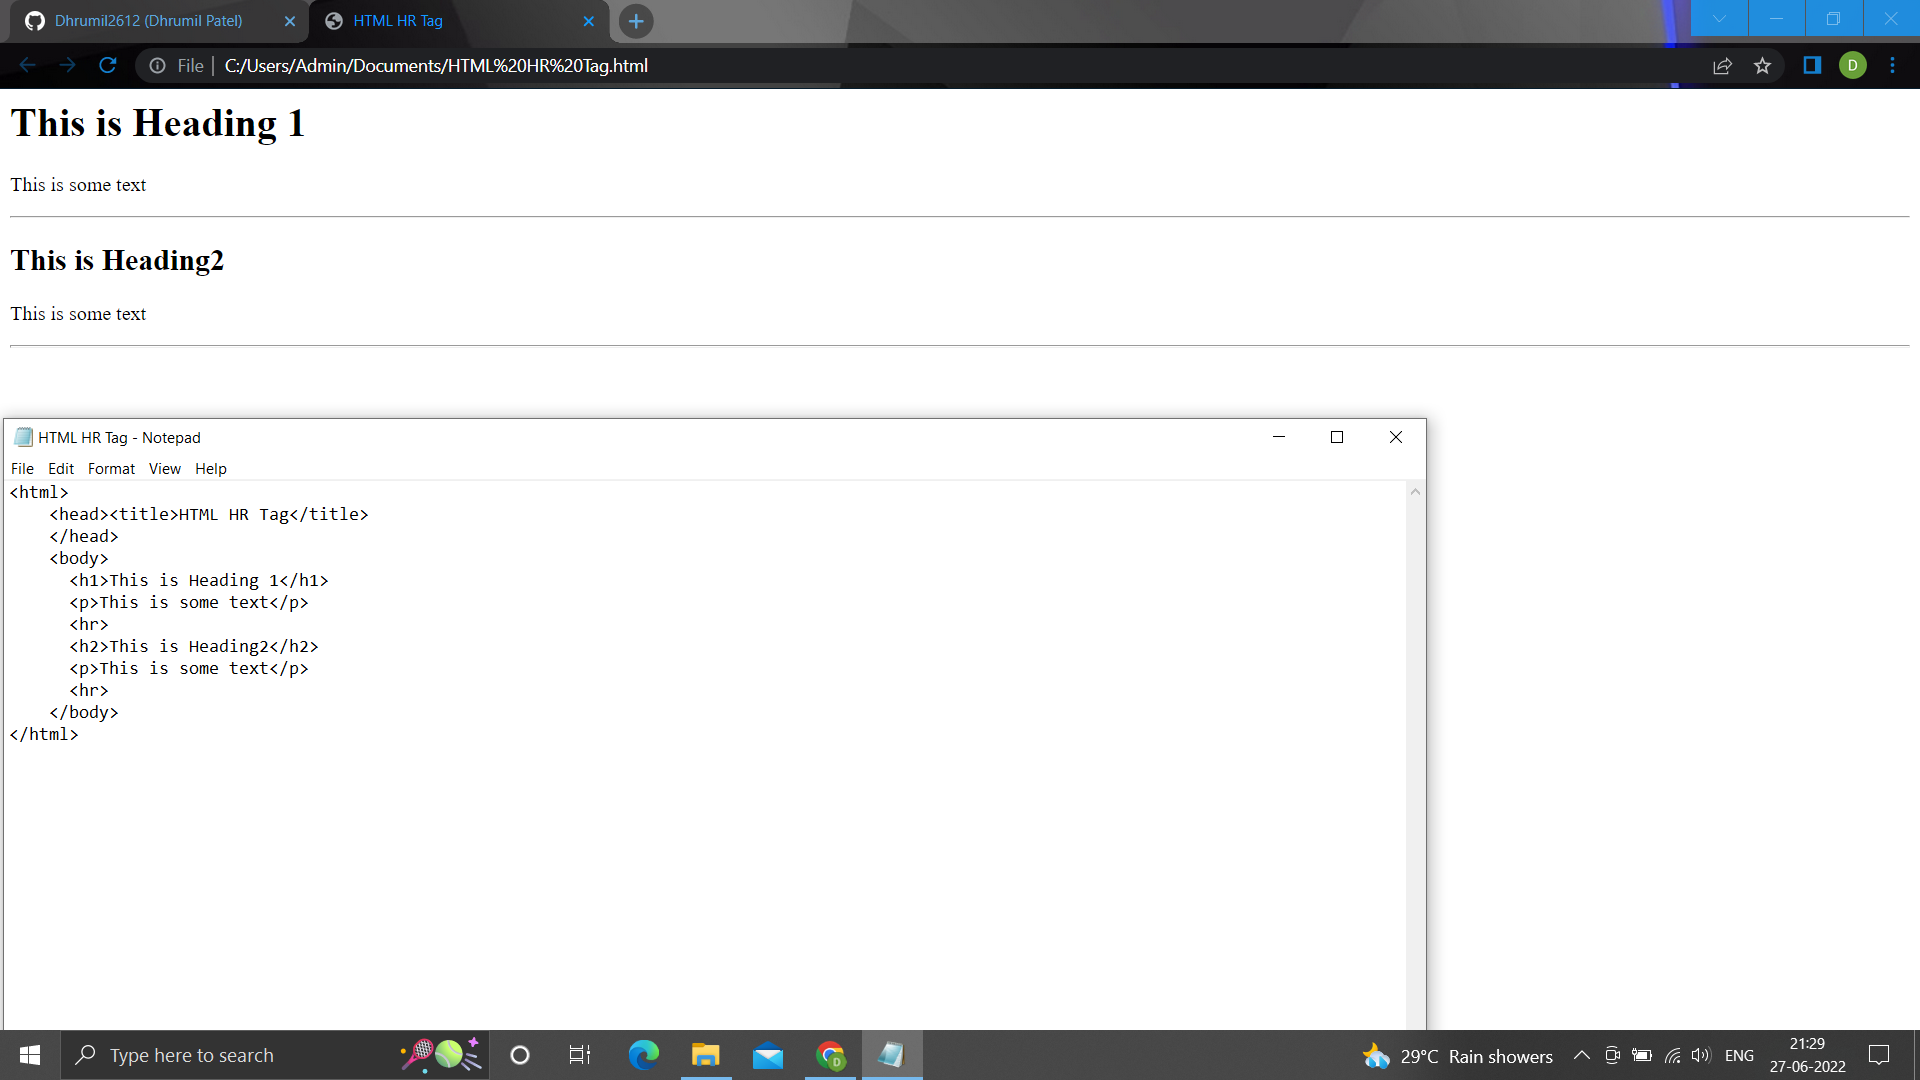 Dhrumil2612 (Dhrumil Patel)
HTML HR Tag
File
C:/Users/Admin/Documents/HTML%20HR%20Tag.html
D
This is Heading 1
This is some text
This is Heading2
This is some text
HTML HR Tag - Notepad
File Edit Format View Help
<html>
<head><title>HTML HR Tag</title>
</head>
<body>
<h1>This is Heading 1</h1>
<p>This is some text</p>
<hr>
<h2>This is Heading2</h2>
<p>This is some text</p>
<hr>
</body>
</html>
Type here to search
D
29°C Rain showers
ENG
21:29
27-06-2022